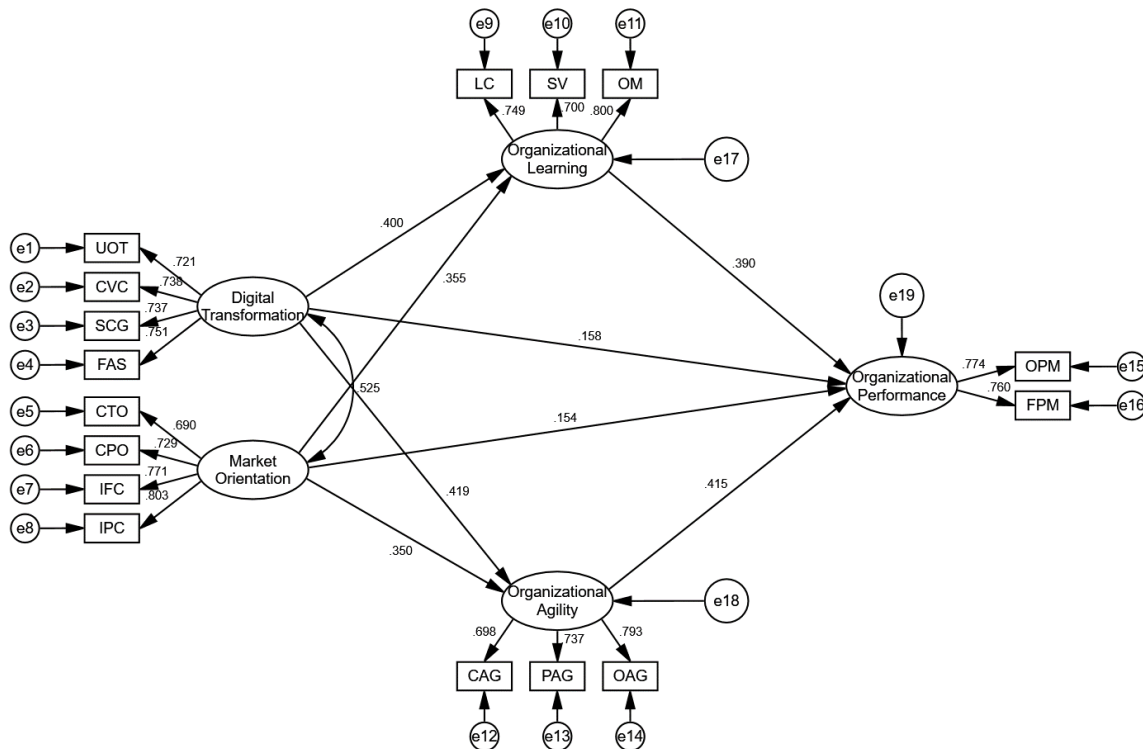 e9
e10
e11
LC
SV
OM
.749
.700
.800
Organizational
Learning
e17
.400
.355
.390
e1
UOT
.721
e2
CVC
.738
e3
SCG
.737
e4
FAS
.751
Digital
Transformation
e19
.158
.525
Organizational
Performance
.774
OPM
e15
.760
FPM
e16
e5
CTO
.690
e6
CPO
.729
e7
IFC
.771
e8
IPC
.803
Market
Orientation
.154
.419
.415
.350
Organizational
Agility
e18
.698
.737
.793
CAG
PAG
OAG
e12
e13
e14